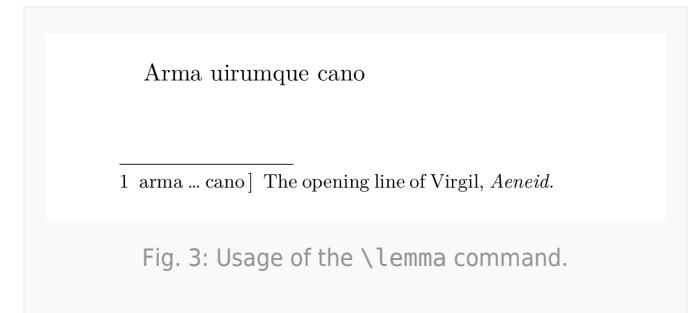 Arma uirumque cano
1 arma ... cano] The opening line of Virgil, Aeneid.
Fig. 3: Usage of the \lemma command.